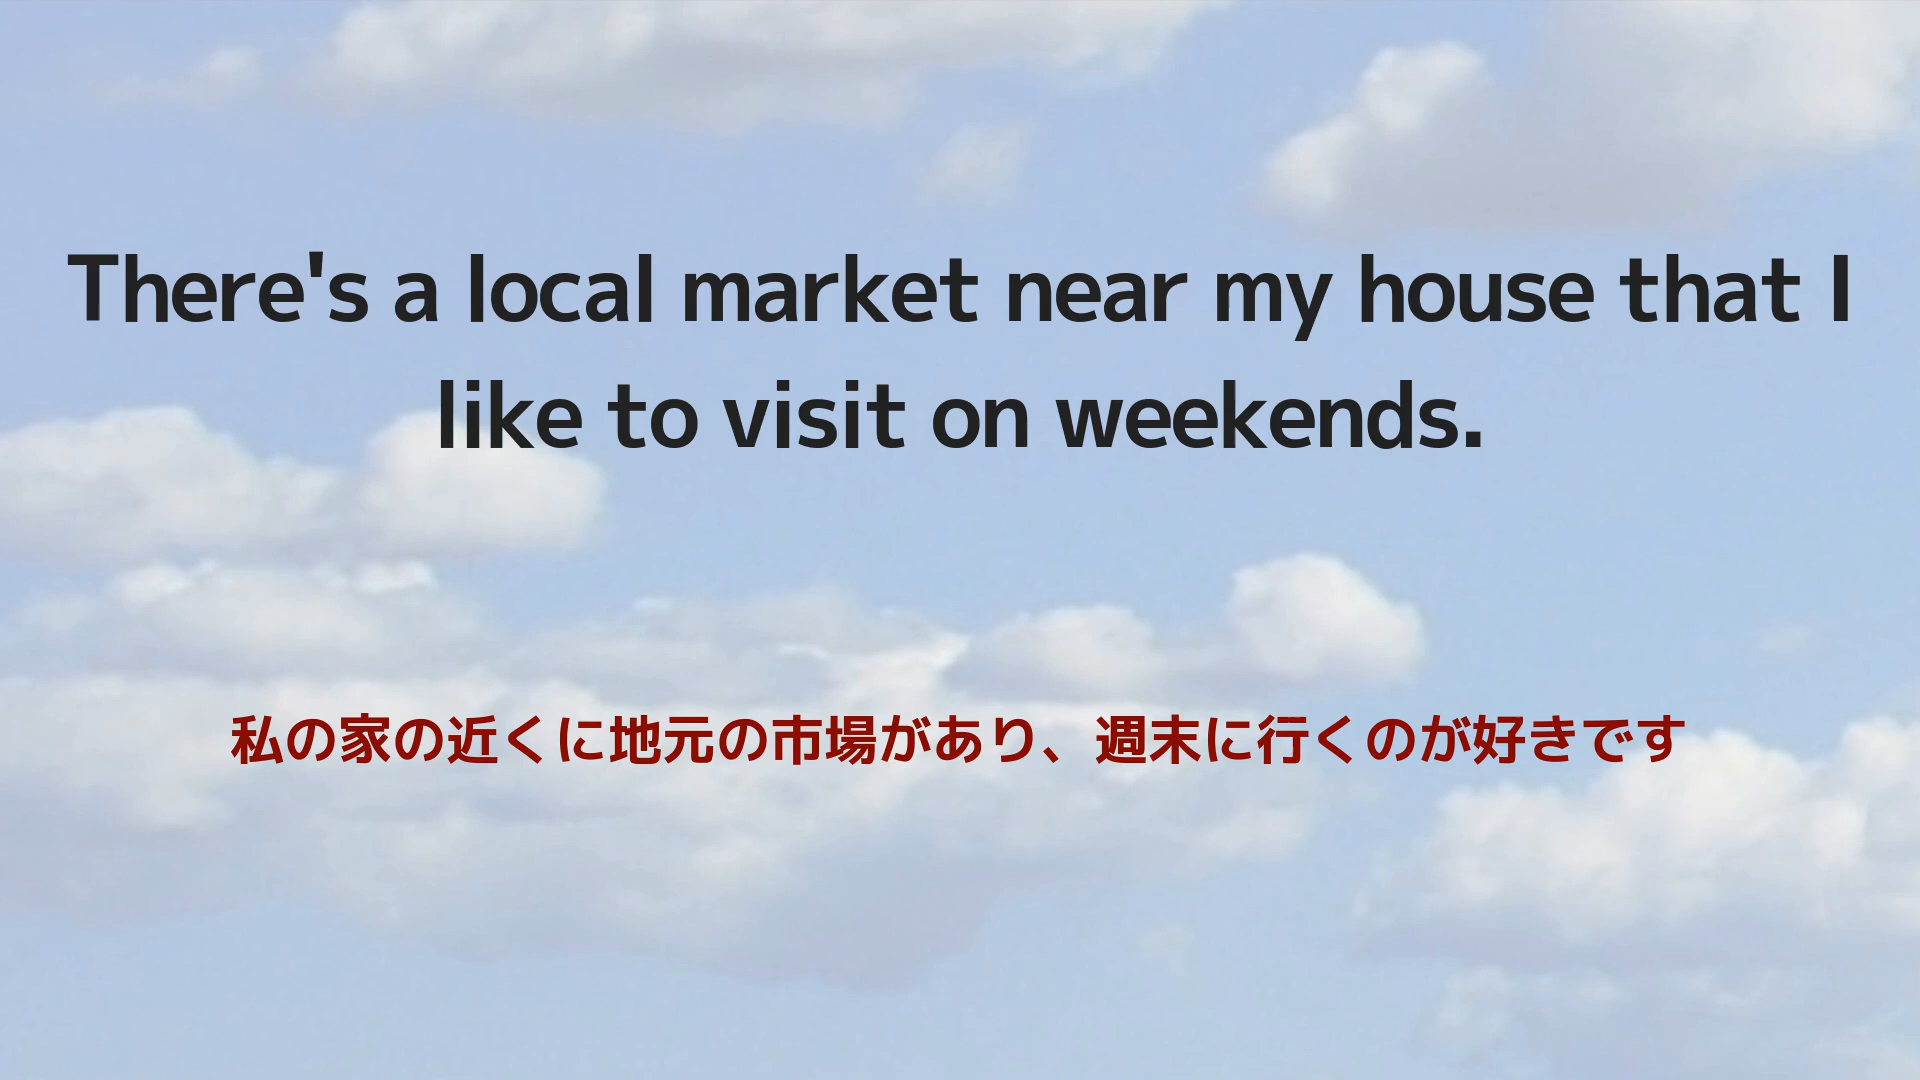 There's a local market near my house that I
like to visit on weekends.
私の家の近くに地元の市場があり、週末に行くのが好きです